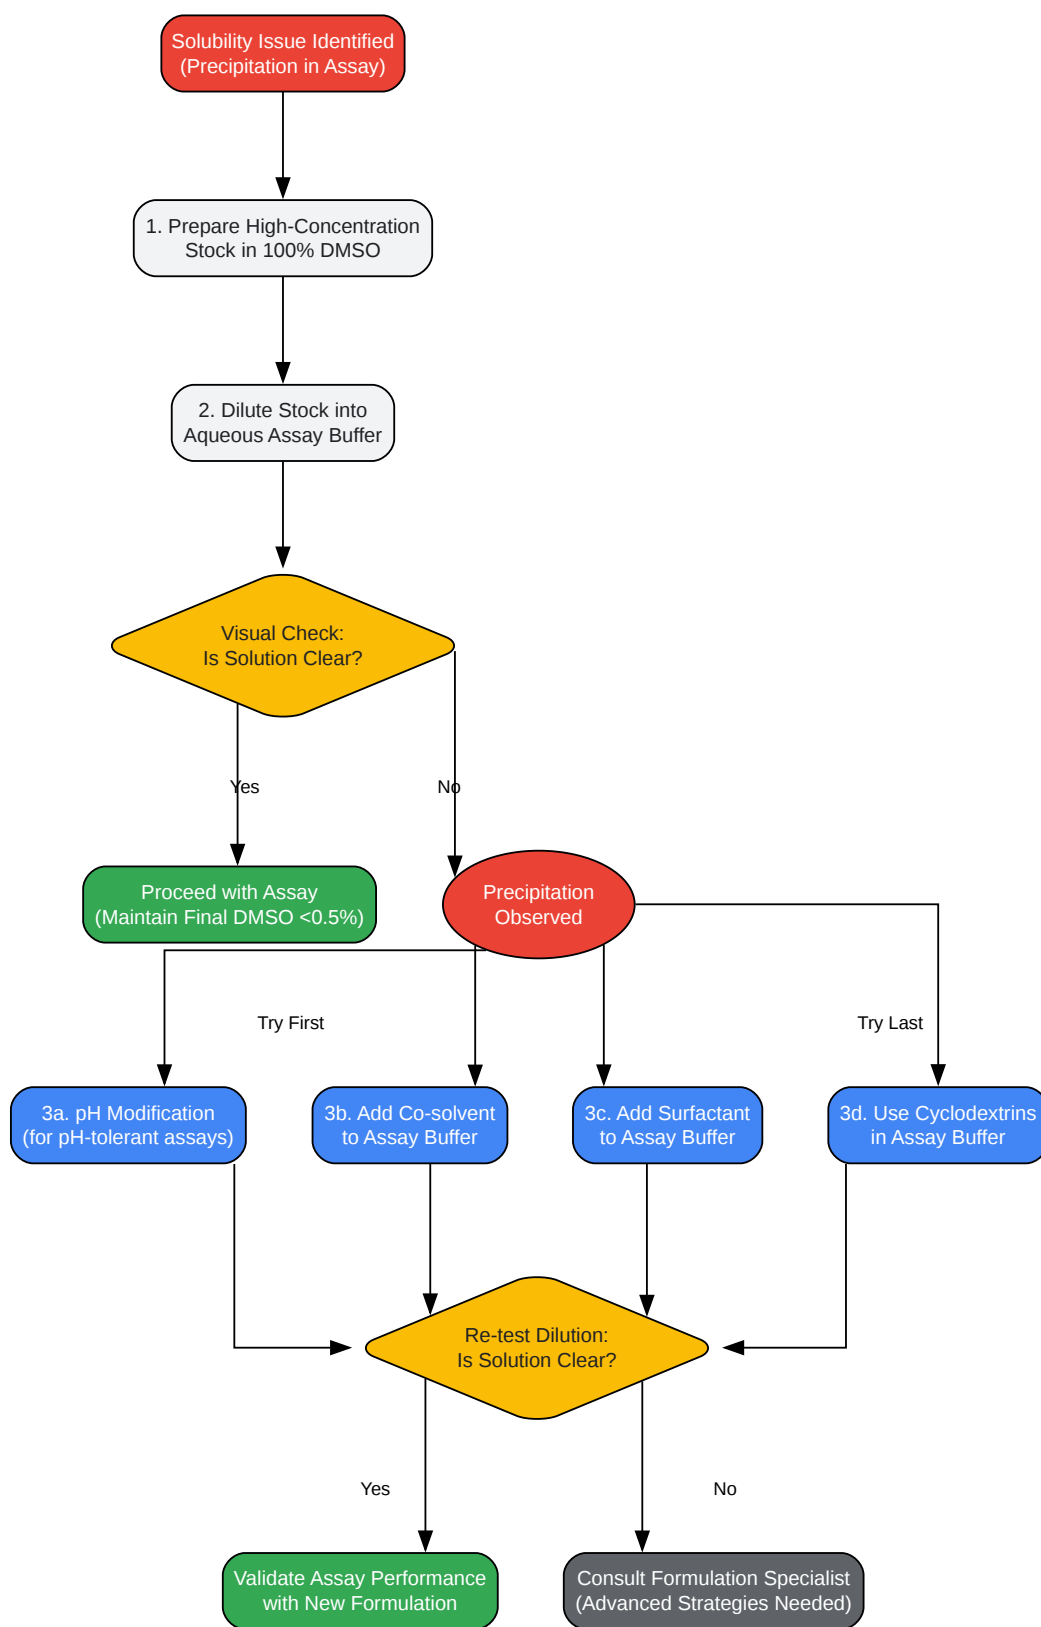 Solubility Issue Identified
(Precipitation in Assay)
1. Prepare High-Concentration
Stock in 100% DMSO
2. Dilute Stock into
Aqueous Assay Buffer
Visual Check:
Is Solution Clear?
Yes
No
Proceed with Assay
(Maintain Final DMSO <0.5%)
Precipitation
Observed
Try First
Try Last
3a. pH Modification
(for pH-tolerant assays)
3b. Add Co-solvent
to Assay Buffer
3c. Add Surfactant
to Assay Buffer
3d. Use Cyclodextrins
in Assay Buffer
Re-test Dilution:
Is Solution Clear?
Yes
No
Validate Assay Performance
with New Formulation
Consult Formulation Specialist
(Advanced Strategies Needed)